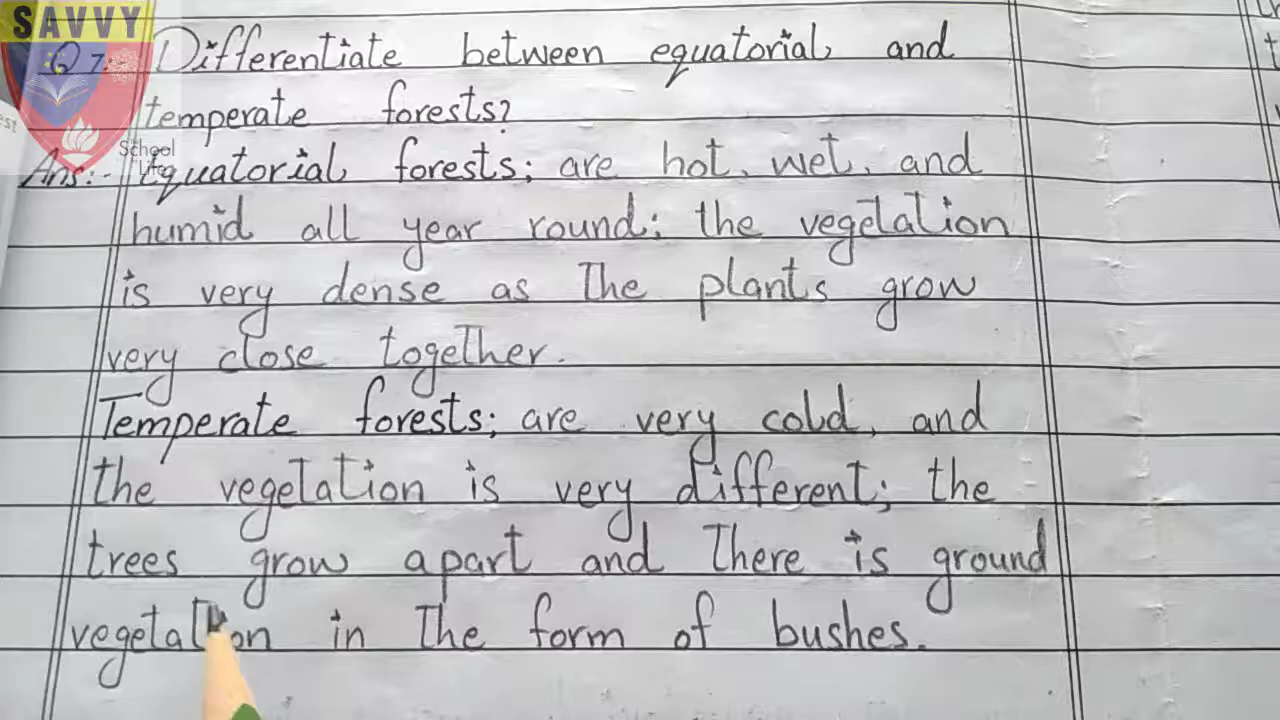 SAVVY
School
Q 7:- Differentiate between equatorial and
temperate forests?
Ans:- Equatorial forests; are hot, wet, and
humid all year round: the vegetation
is very dense as the plants grow
very close together.
Temperate forests; are very cold, and
the vegetation is very different; the
trees grow apart and there is ground
vegetation in the form of bushes.